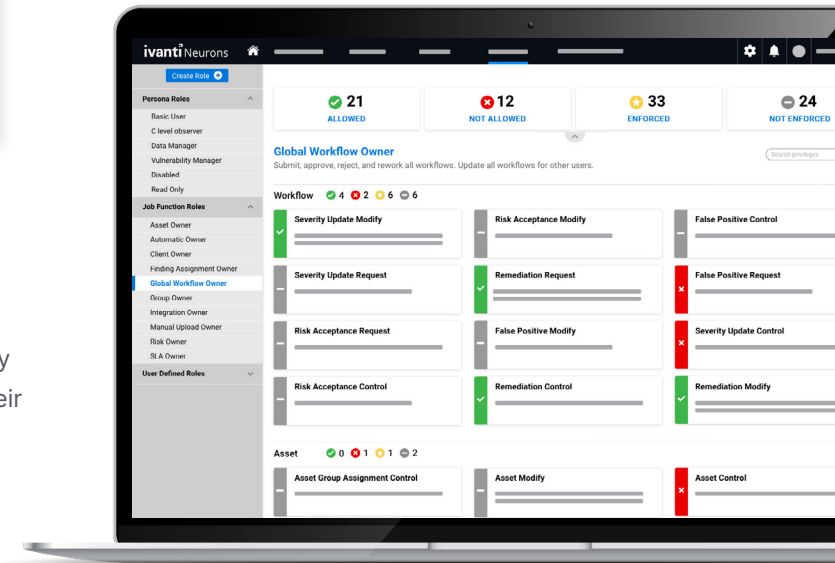 ivanti Neurons
Create Role
Persona Roles
Basic User
C level observer
Data Manager
Vulnerability Manager
Disabled
Read Only
Job Function Roles
Asset Owner
Automatic Owner
Client Owner
Finding Assignment Owner
Global Workflow Owner
Group Owner
Integration Owner
Manual Upload Owner
Risk Owner
SLA Owner
User Defined Roles
21
ALLOWED
12
NOT ALLOWED
33
ENFORCED
24
NOT ENFORCED
Global Workflow Owner
Submit, approve, reject, and rework all workflows. Update all workflows for other users.
Search privileges
Workflow 4 2 6 6
Severity Update Modify
Risk Acceptance Modify
False Positive Control
Severity Update Request
Remediation Request
False Positive Request
Risk Acceptance Request
False Positive Modify
Severity Update Control
Risk Acceptance Control
Remediation Control
Remediation Modify
Asset 0 1 1 2
Asset Group Assignment Control
Asset Modify
Asset Control
y
eir